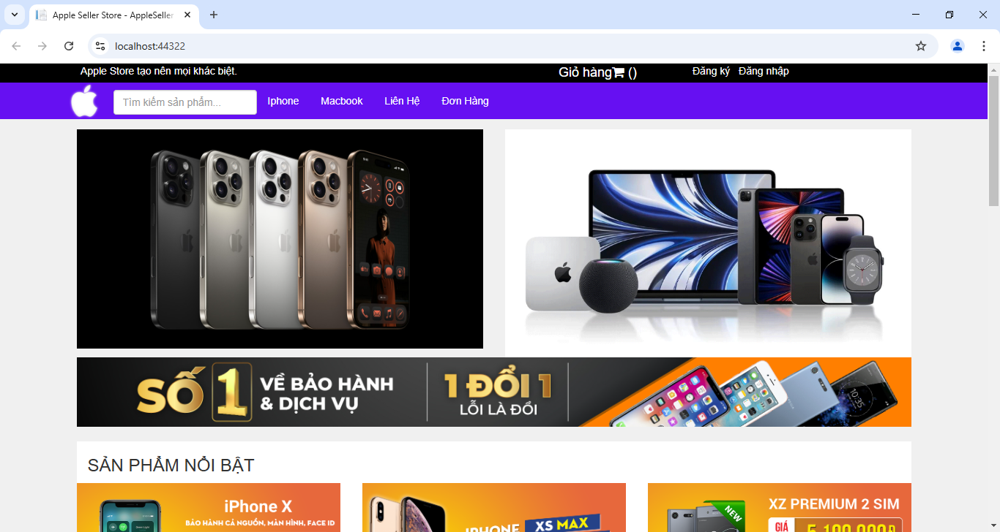 Apple Seller Store - AppleSeller
localhost:44322
Apple Store tạo nên mọi khác biệt.
Giỏ hàng ()
Đăng ký Đăng nhập
Tìm kiếm sản phẩm...
Iphone Macbook Liên Hệ Đơn Hàng
SỐ 1 VỀ BẢO HÀNH
& DỊCH VỤ
1 ĐỔI 1
LỖI LÀ ĐỔI
10:35
SẢN PHẨM NỔI BẬT
iPhone X
BẢO HÀNH CẢ NGUỒN, MÀN HÌNH, FACE ID
IPHONE XS MAX
NEW
XZ PREMIUM 2 SIM
GIÁ 5.190.000Đ